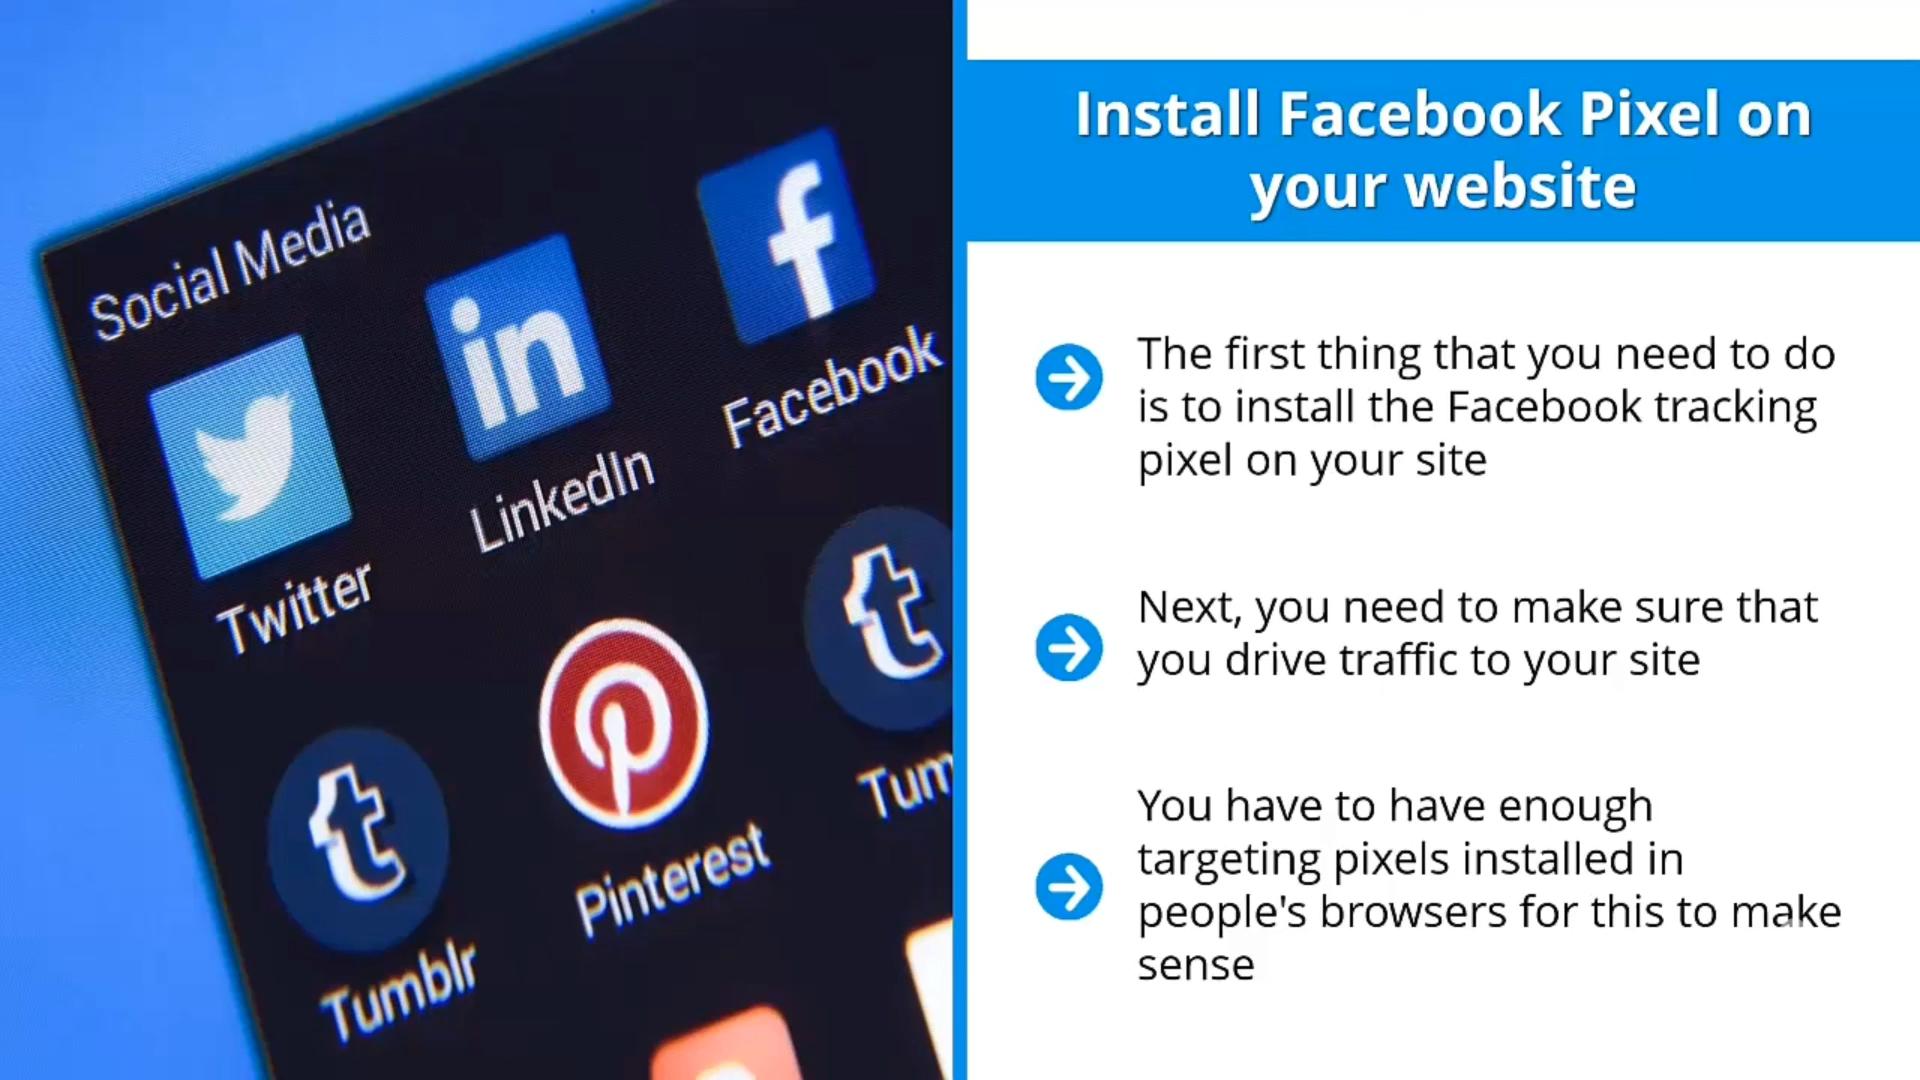 Social Media
Twitter
LinkedIn
Facebook
Tumblr
Pinterest
Tum
Install Facebook Pixel on
your website
The first thing that you need to do
is to install the Facebook tracking
pixel on your site
Next, you need to make sure that
you drive traffic to your site
You have to have enough
targeting pixels installed in
people's browsers for this to make
sense